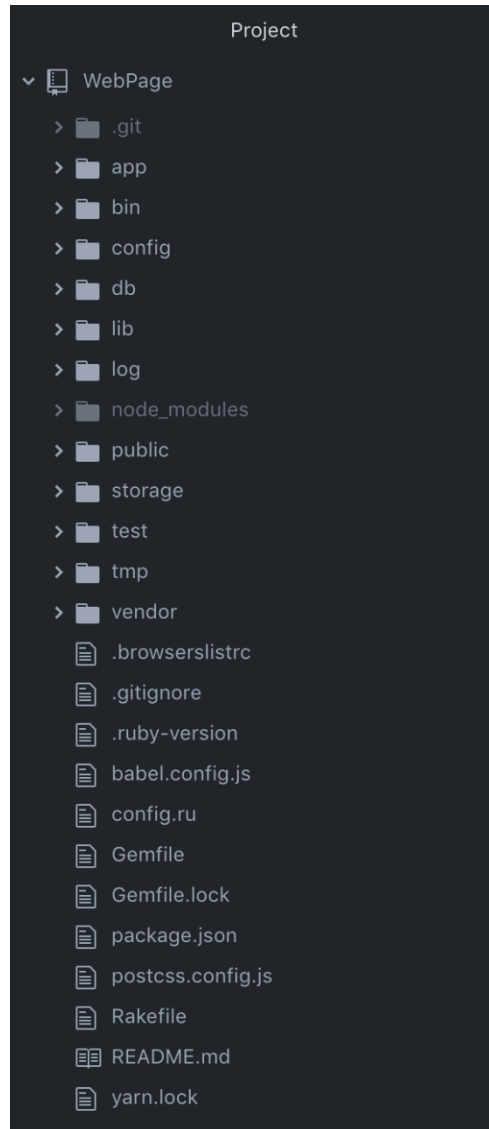 Project
WebPage
.git
app
bin
config
db
lib
log
node_modules
public
storage
test
tmp
vendor
.browserslistrc
.gitignore
.ruby-version
babel.config.js
config.ru
Gemfile
Gemfile.lock
package.json
postcss.config.js
Rakefile
README.md
yarn.lock